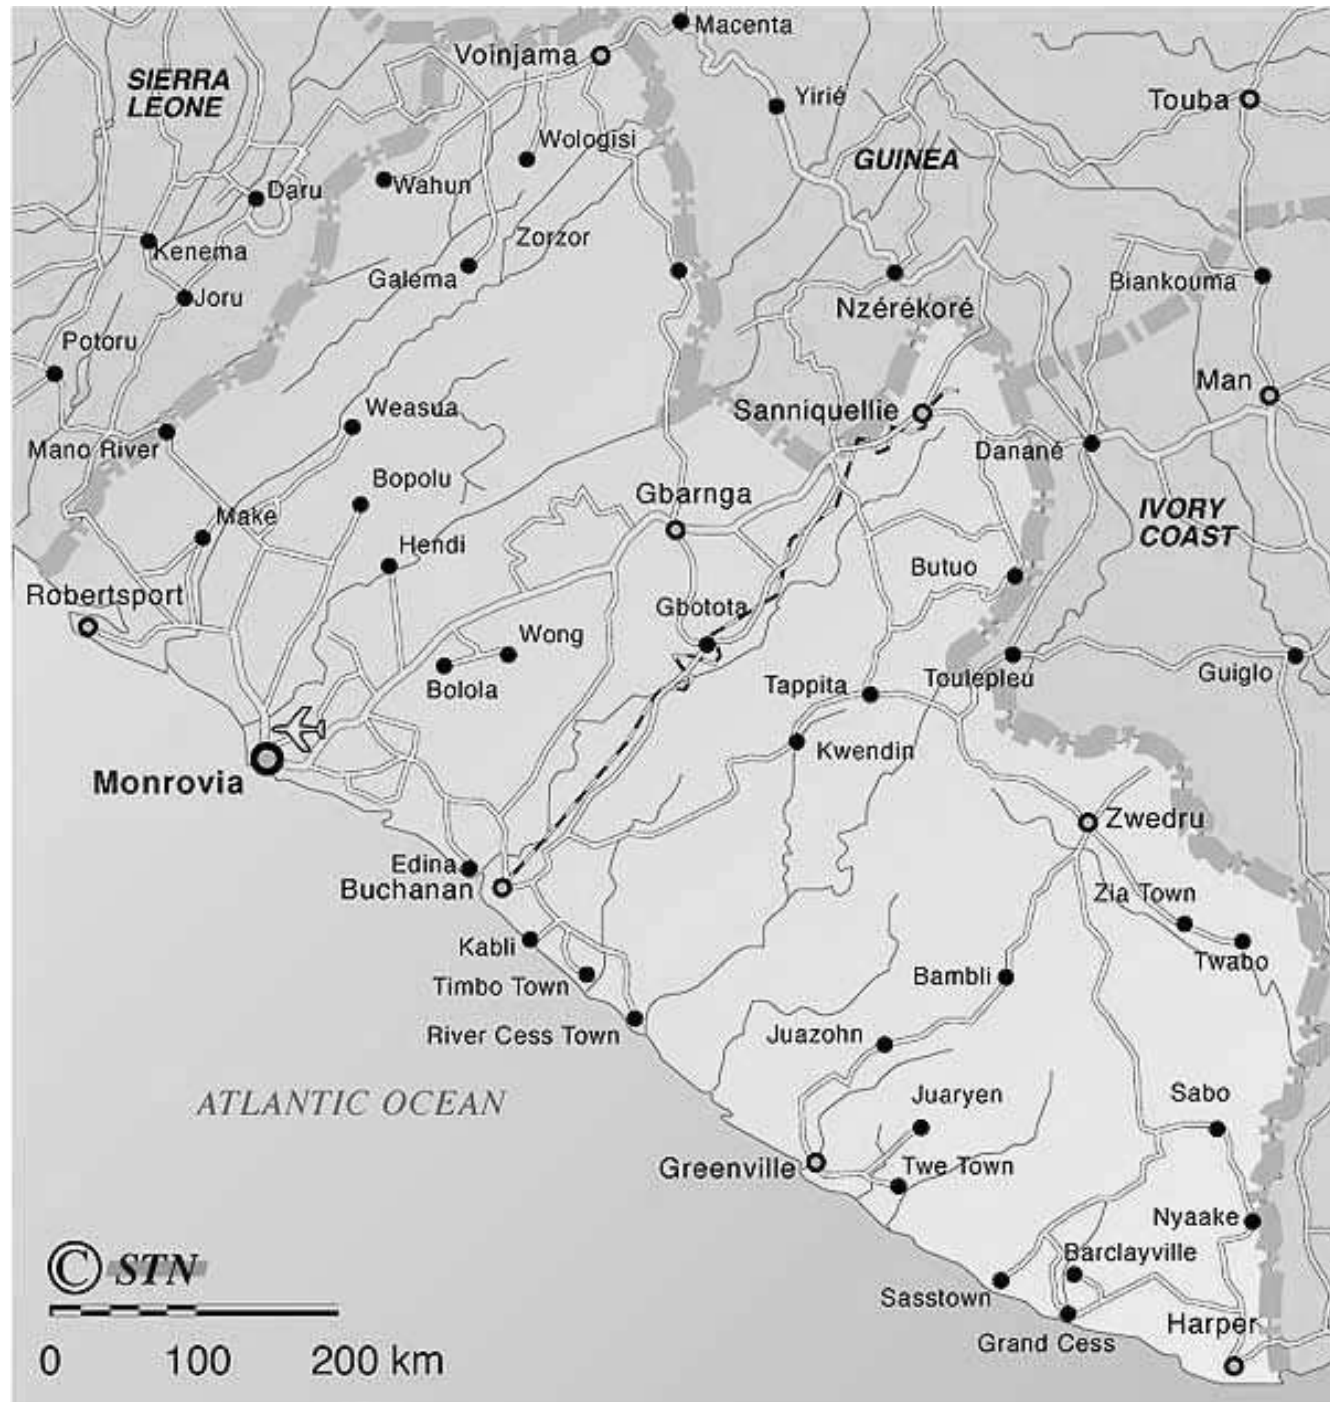 Macenta
Voinjama
SIERRA
LEONE
Yirié
Touba
Wologisi
GUINEA
Daru
Wahun
Kenema
Zorzor
Galema
Joru
Biankouma
Nzérékoré
Potoru
Man
Weasua
Sanniquellie
Mano River
Danané
Bopolu
Gbarnga
IVORY
COAST
Make
Hendi
Butuo
Robertsport
Gbotota
Wong
Bolola
Tappita
Toulepleu
Guiglo
Kwendin
Monrovia
Zwedru
Edina
Buchanan
Zia Town
Kabli
Twabo
Timbo Town
Bambli
River Cess Town
Juazohn
ATLANTIC OCEAN
Juaryen
Sabo
Greenville
Twe Town
Nyaake
Barclayville
© STN
Sasstown
Harper
Grand Cess
0 100 200 km